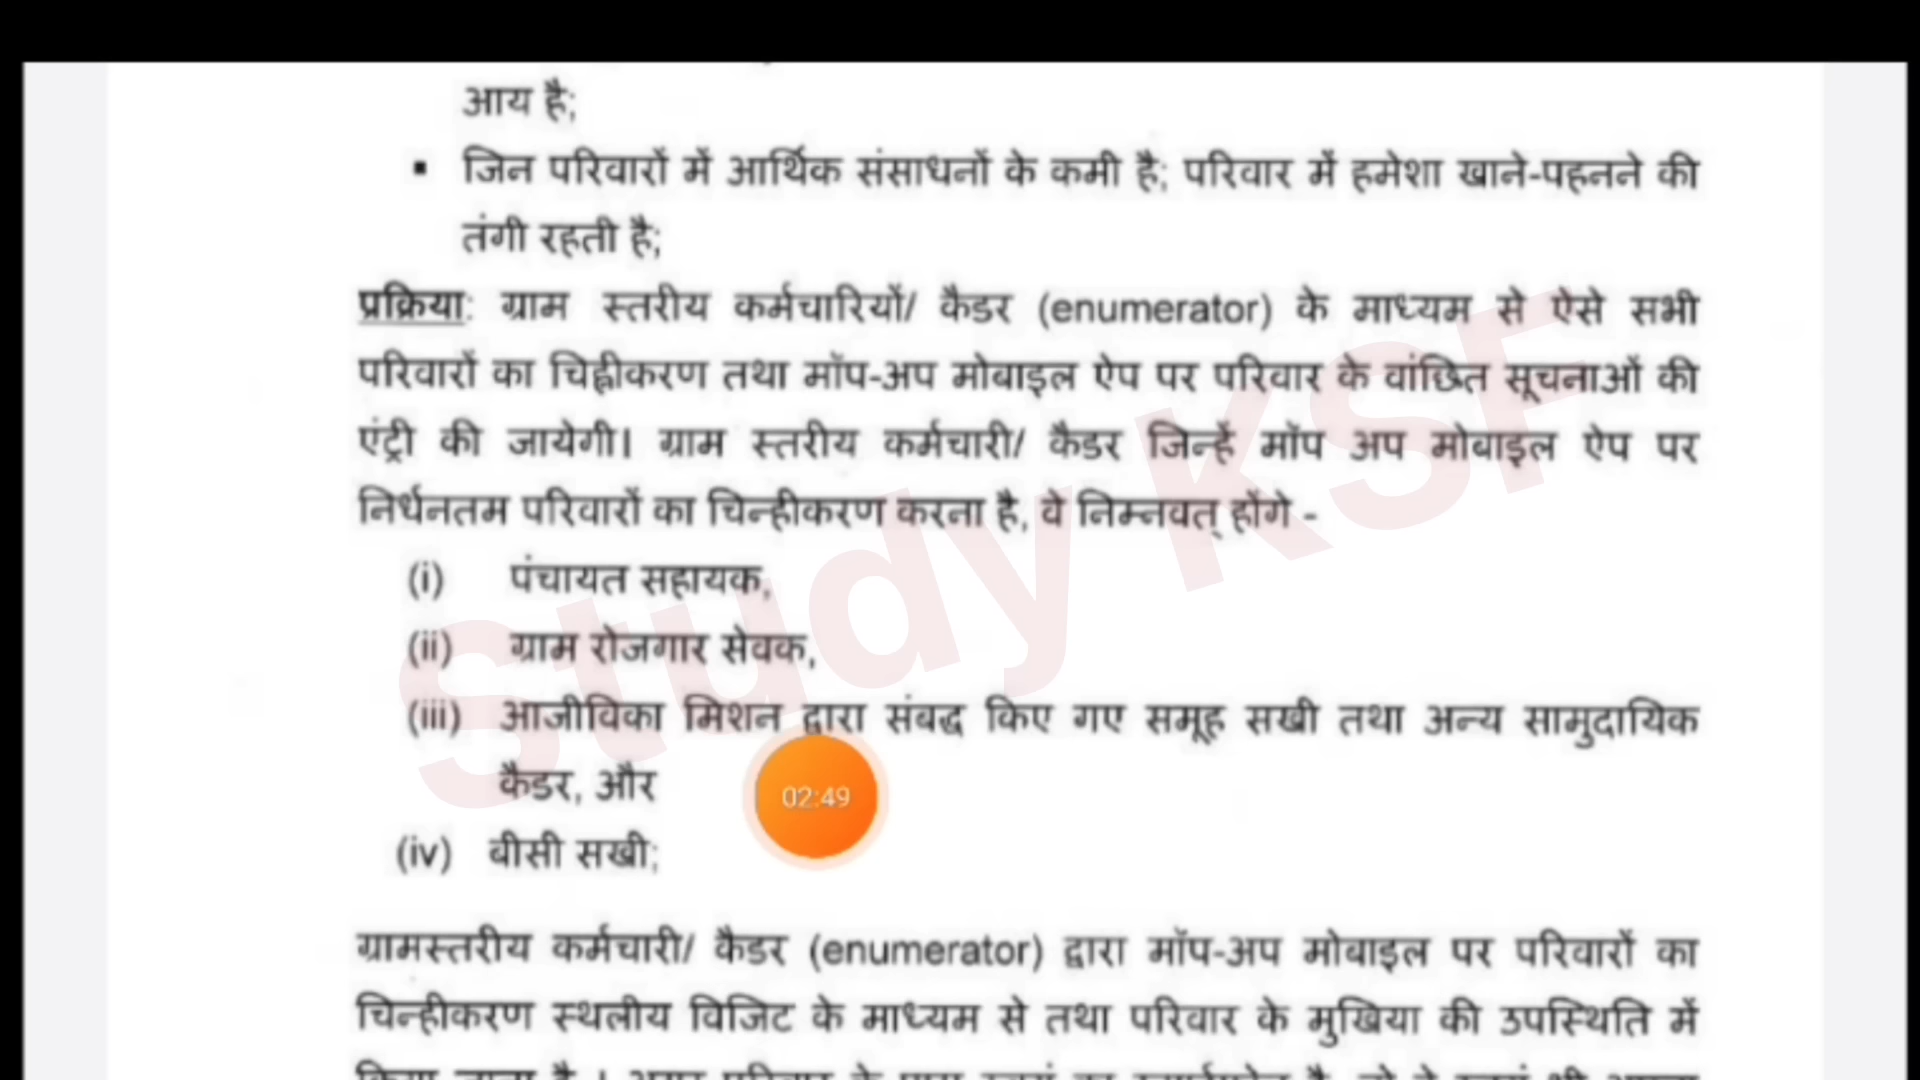 आय है;
▪ जिन परिवारों में आर्थिक संसाधनों के कमी है; परिवार में हमेशा खाने-पहनने की
तंगी रहती है;
प्रक्रिया: ग्राम स्तरीय कर्मचारियों/ कैडर (enumerator) के माध्यम से ऐसे सभी
परिवारों का चिह्नीकरण तथा मॉप-अप मोबाइल ऐप पर परिवार के वांछित सूचनाओं की
एंट्री की जायेगी। ग्राम स्तरीय कर्मचारी/ कैडर जिन्हें मॉप अप मोबाइल ऐप पर
निर्धनतम परिवारों का चिन्हीकरण करना है, वे निम्नवत् होंगे -
(i) पंचायत सहायक,
(ii) ग्राम रोजगार सेवक,
(iii) आजीविका मिशन द्वारा संबद्ध किए गए समूह सखी तथा अन्य सामुदायिक
कैडर, और
02:49
(iv) बीसी सखी;
ग्रामस्तरीय कर्मचारी/ कैडर (enumerator) द्वारा मॉप-अप मोबाइल पर परिवारों का
चिन्हीकरण स्थलीय विजिट के माध्यम से तथा परिवार के मुखिया की उपस्थिति में
Study KSF